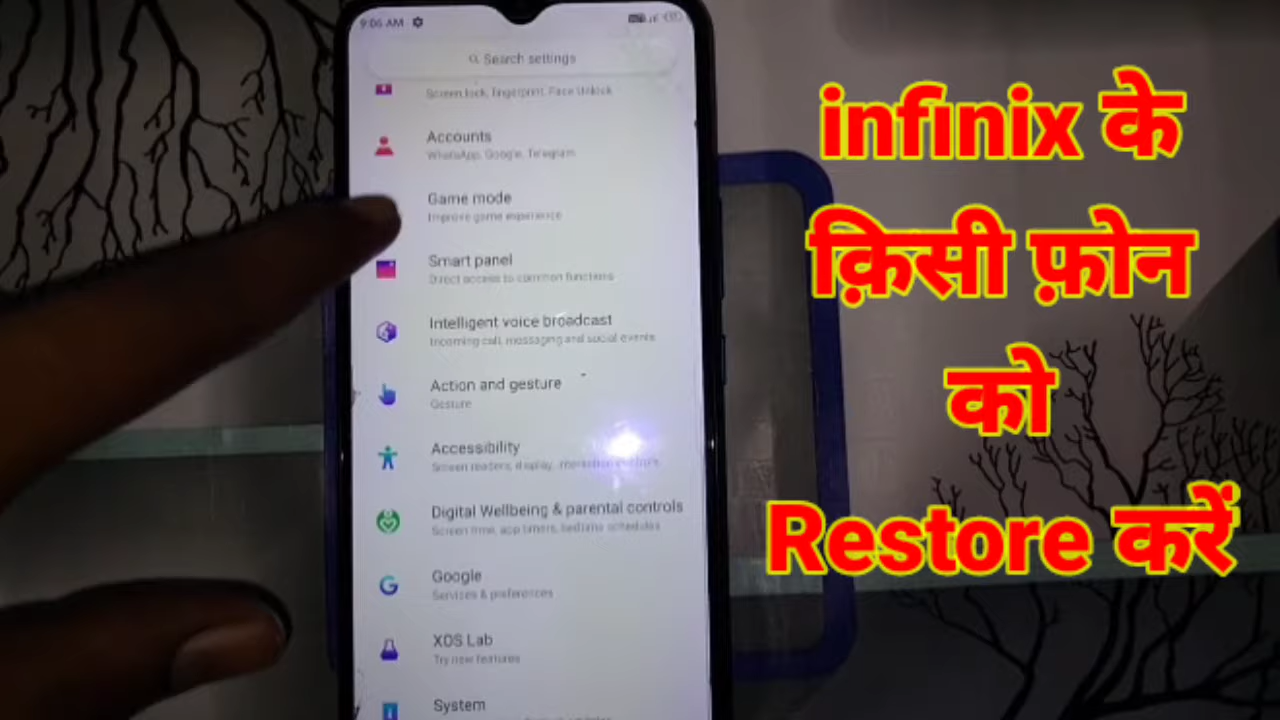 9:06 AM
Search settings
Screen lock, fingerprint, Face Unlock
Accounts
WhatsApp, Google, Telegram
Game mode
Improve game experience
Smart panel
Direct access to common functions
Intelligent voice broadcast
Incoming call, messaging and social events
Action and gesture
Gesture
Accessibility
Screen readers, display,
Digital Wellbeing & parental controls
Screen time, app timers, bedtime schedules
Google
Services & preferences
XOS Lab
Try new features
System
infinix के
क़िसी फ़ोन
को
Restore करें